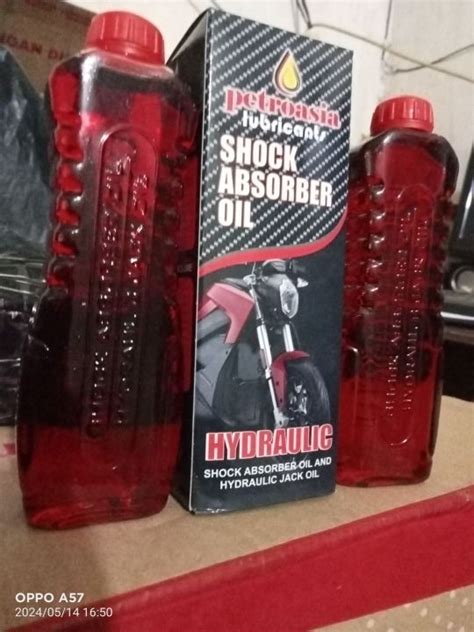 petroasia
lubricants
SHOCK
ABSORBER
OIL
HYDRAULIC
SHOCK ABSORBER OIL AND
HYDRAULIC JACK OIL
OPPO A57
2024/05/14 16:50